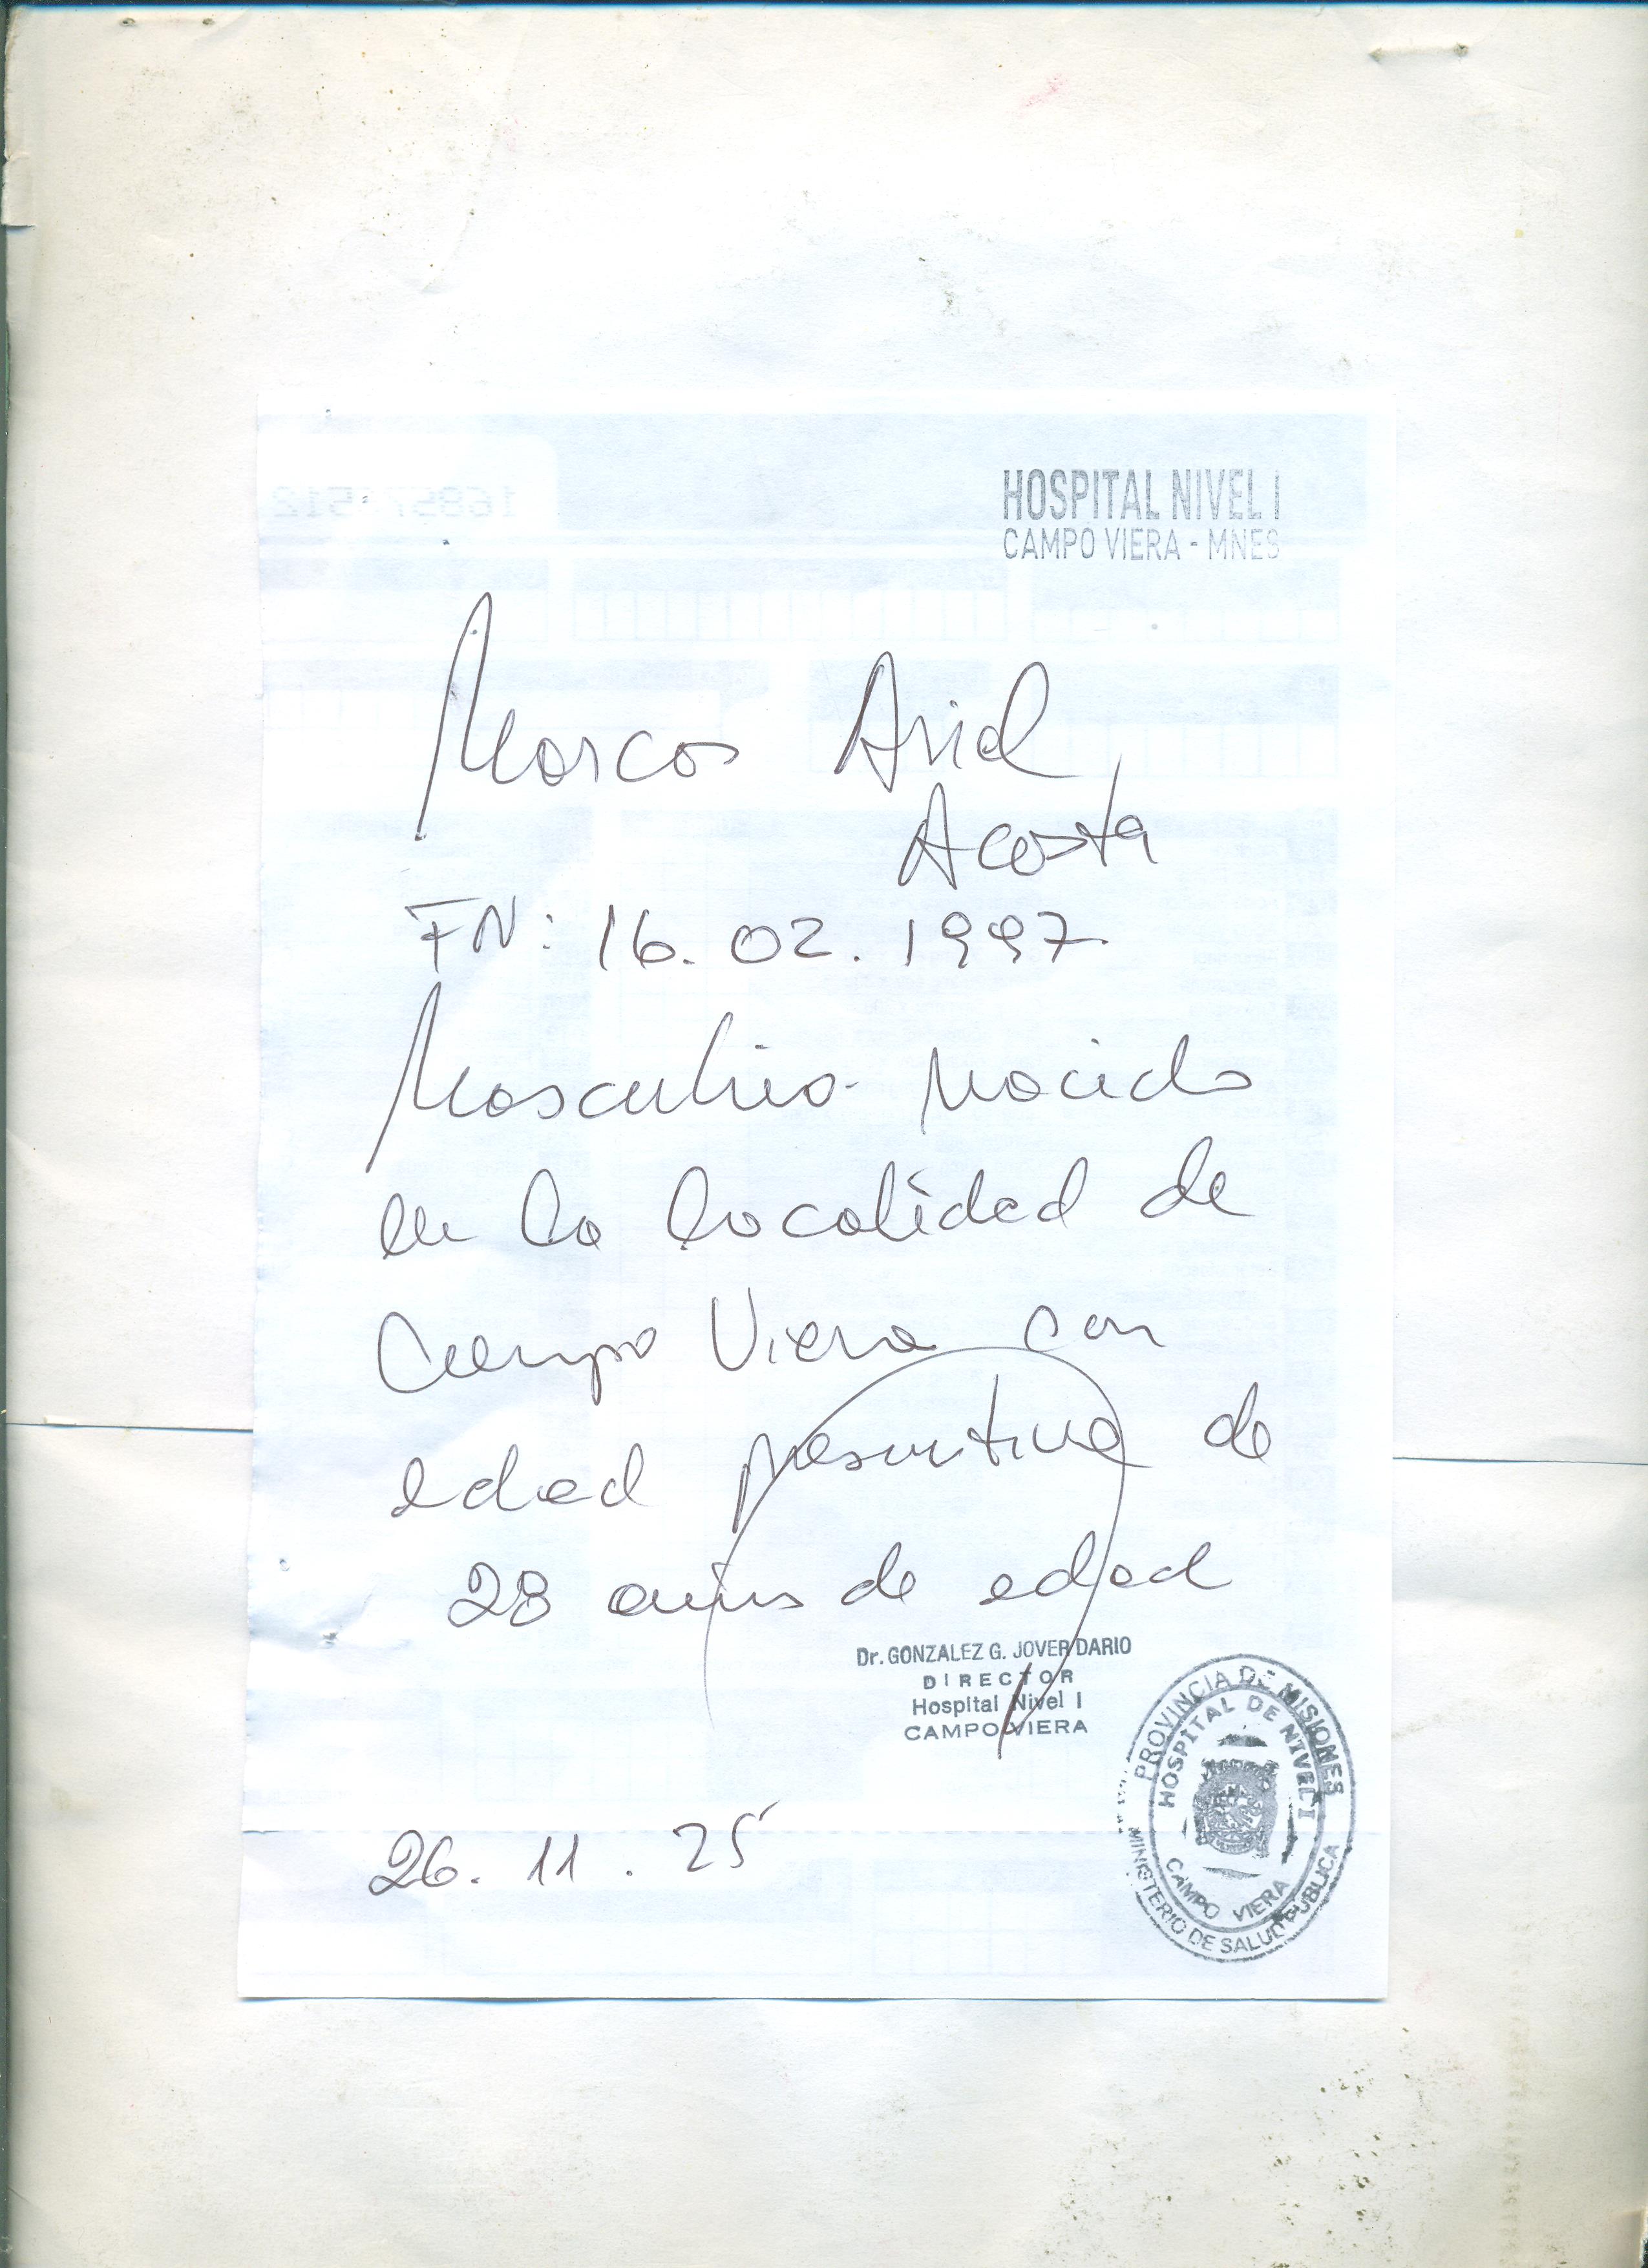 HOSPITAL NIVEL I
CAMPO VIERA - MNES
Marcos Ariel
Acosta
FN: 16.02.1997
Masculino nacido
en la localidad de
Campo Viera con
edad presuntiva de
28 años de edad
Dr. GONZALEZ G. JOVER DARIO
DIRECTOR
Hospital Nivel I
CAMPO VIERA
PROVINCIA DE MISIONES
HOSPITAL DE NIVEL I
CAMPO VIERA
MINISTERIO DE SALUD PUBLICA
26.11.25